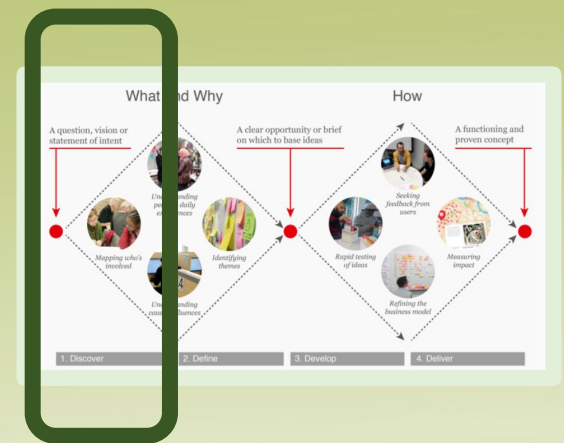 What and Why
How
A question, vision or
statement of intent
A clear opportunity or brief
on which to base ideas
A functioning and
proven concept
daily
Mapping who's
involved
Identifying
themes
Seeking
feedback from
users
Rapid testing
of ideas
Measuring
impact
Refining the
business model
1. Discover
2. Define
3. Develop
4. Deliver